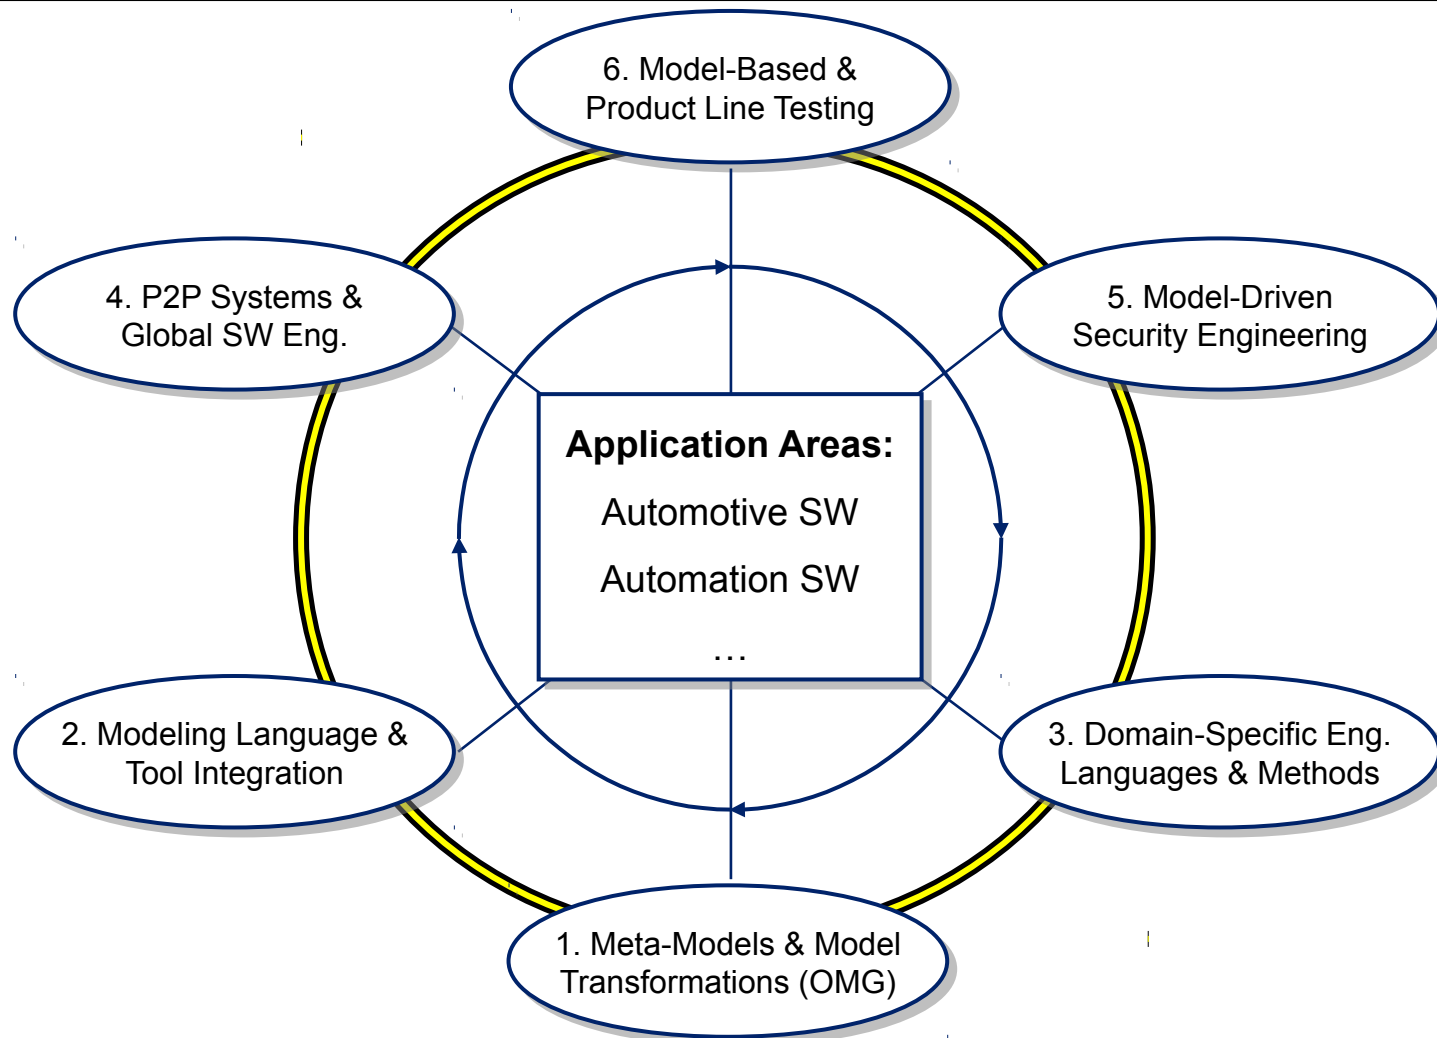 6. Model-Based &
Product Line Testing
4. P2P Systems &
Global SW Eng.
5. Model-Driven
Security Engineering
Application Areas:
Automotive SW
Automation SW
…
2. Modeling Language &
Tool Integration
3. Domain-Specific Eng.
Languages & Methods
1. Meta-Models & Model
Transformations (OMG)